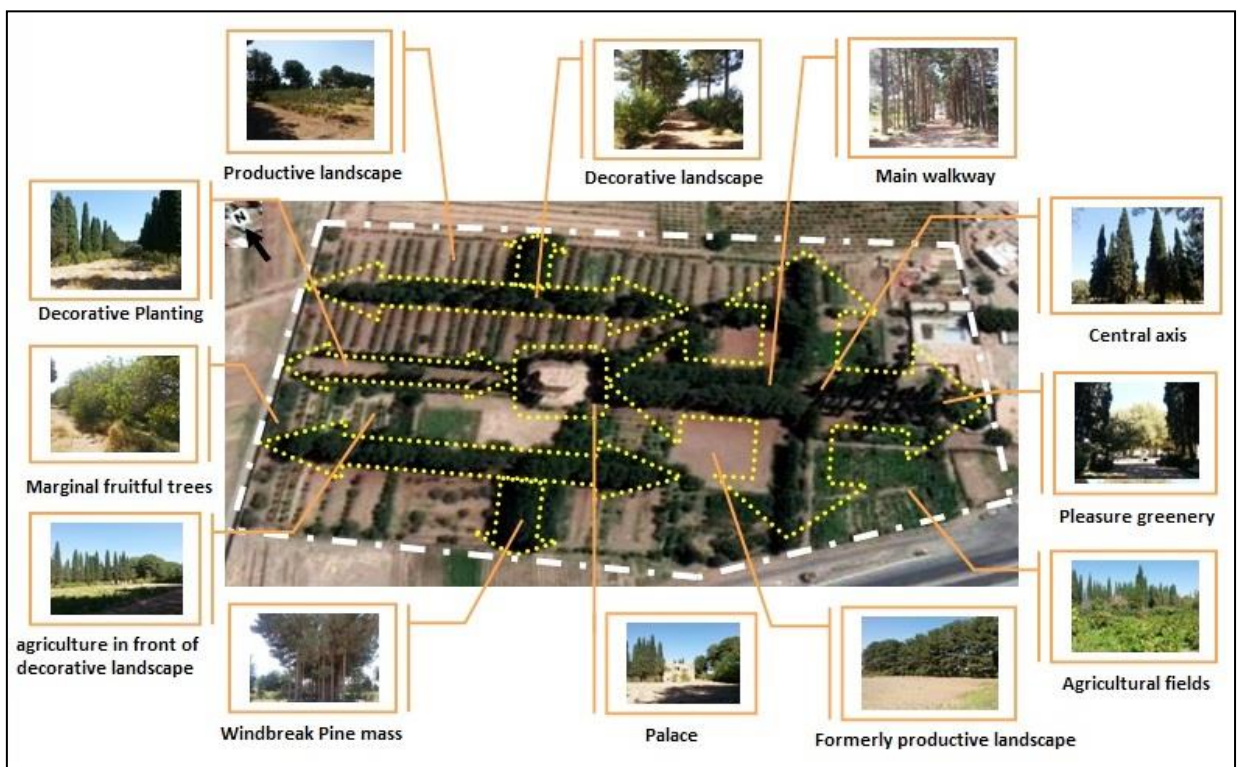 Productive landscape
Decorative landscape
Main walkway
N
Decorative Planting
Central axis
Marginal fruitful trees
Pleasure greenery
agriculture in front of
decorative landscape
Agricultural fields
Windbreak Pine mass
Palace
Formerly productive landscape